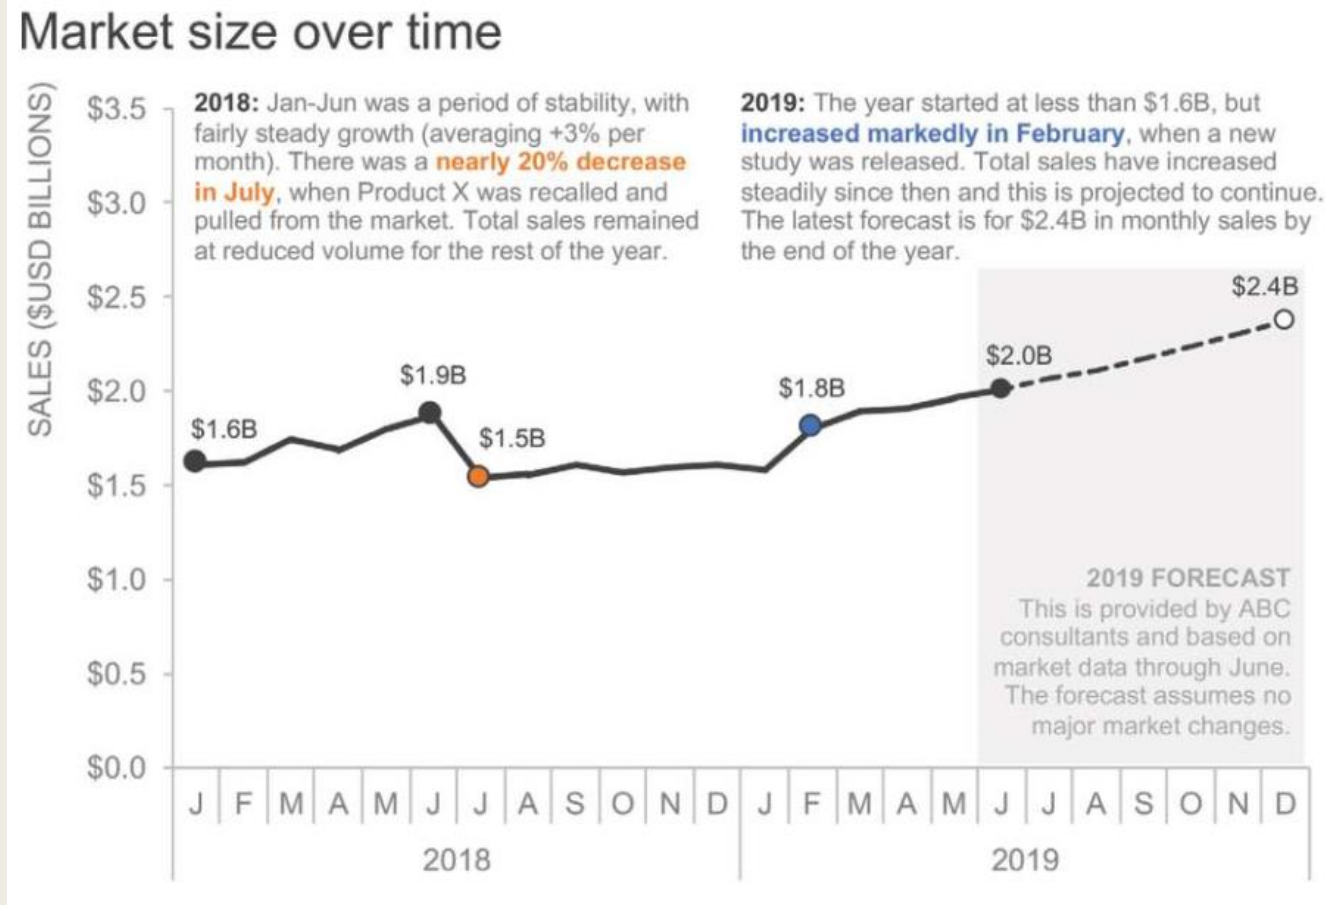 Market size over time
SALES ($USD BILLIONS)
$3.5
$3.0
$2.5
$2.0
$1.5
$1.0
$0.5
$0.0
2018: Jan-Jun was a period of stability, with
fairly steady growth (averaging +3% per
month). There was a nearly 20% decrease
in July, when Product X was recalled and
pulled from the market. Total sales remained
at reduced volume for the rest of the year.
2019: The year started at less than $1.6B, but
increased markedly in February, when a new
study was released. Total sales have increased
steadily since then and this is projected to continue.
The latest forecast is for $2.4B in monthly sales by
the end of the year.
$1.6B
$1.9B
$1.5B
$1.8B
$2.0B
$2.4B
2019 FORECAST
This is provided by ABC
consultants and based on
market data through June.
The forecast assumes no
major market changes.
J F M A M J J A S O N D J F M A M J J A S O N D
2018 2019